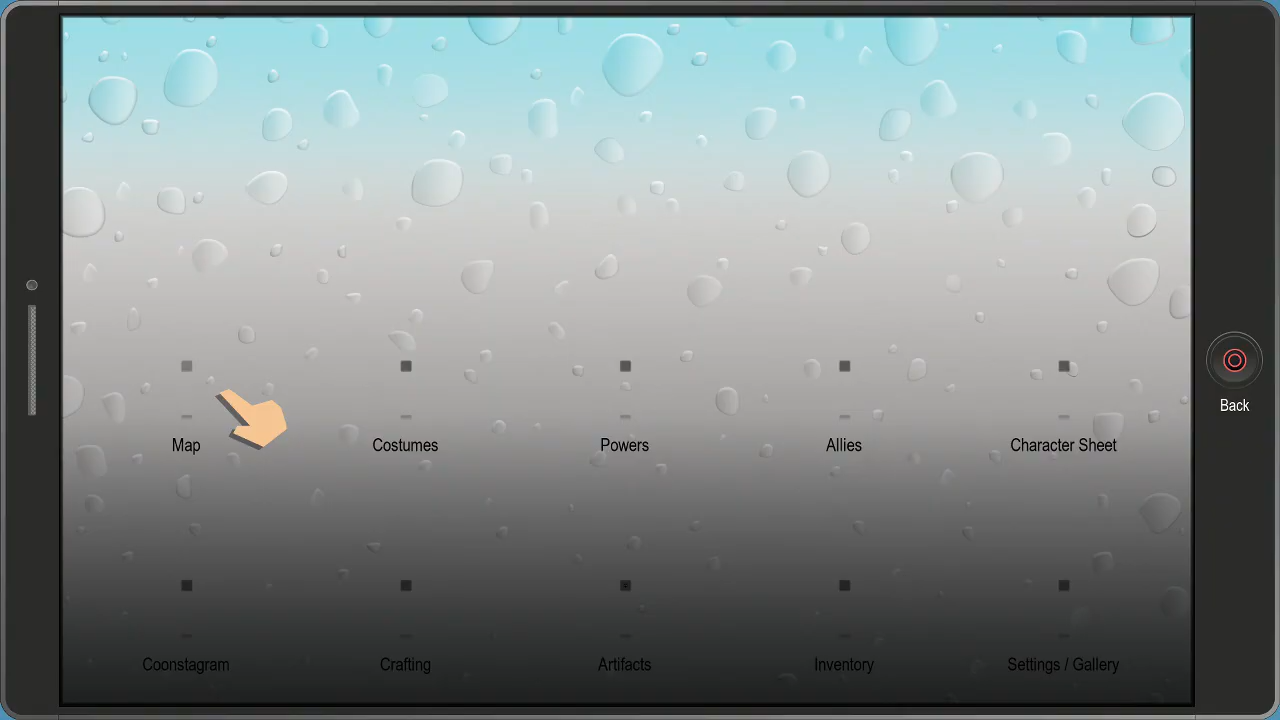 Back
Map
Costumes
Powers
Allies
Character Sheet
Coonstagram
Crafting
Artifacts
Inventory
Settings / Gallery